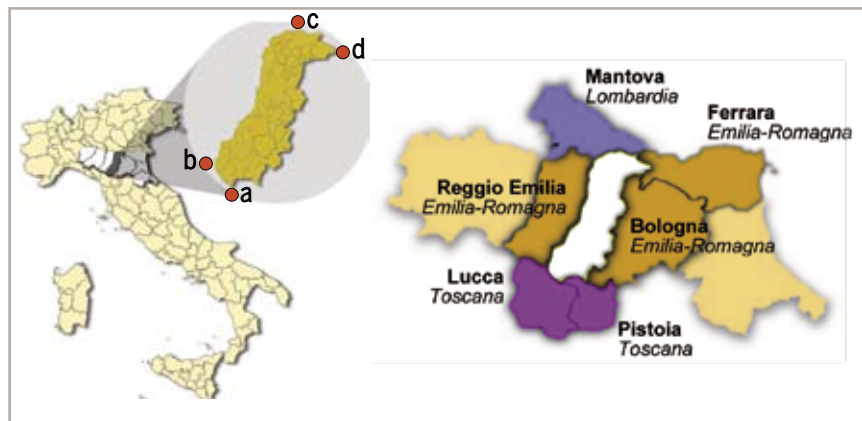 c
d
b
a
Mantova
Lombardia
Ferrara
Emilia-Romagna
Reggio Emilia
Emilia-Romagna
Bologna
Emilia-Romagna
Lucca
Toscana
Pistoia
Toscana